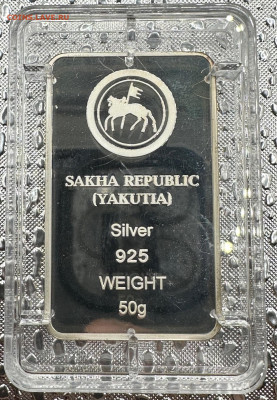 SAKHA REPUBLIC
(YAKUTIA)
Silver
925
WEIGHT
50g